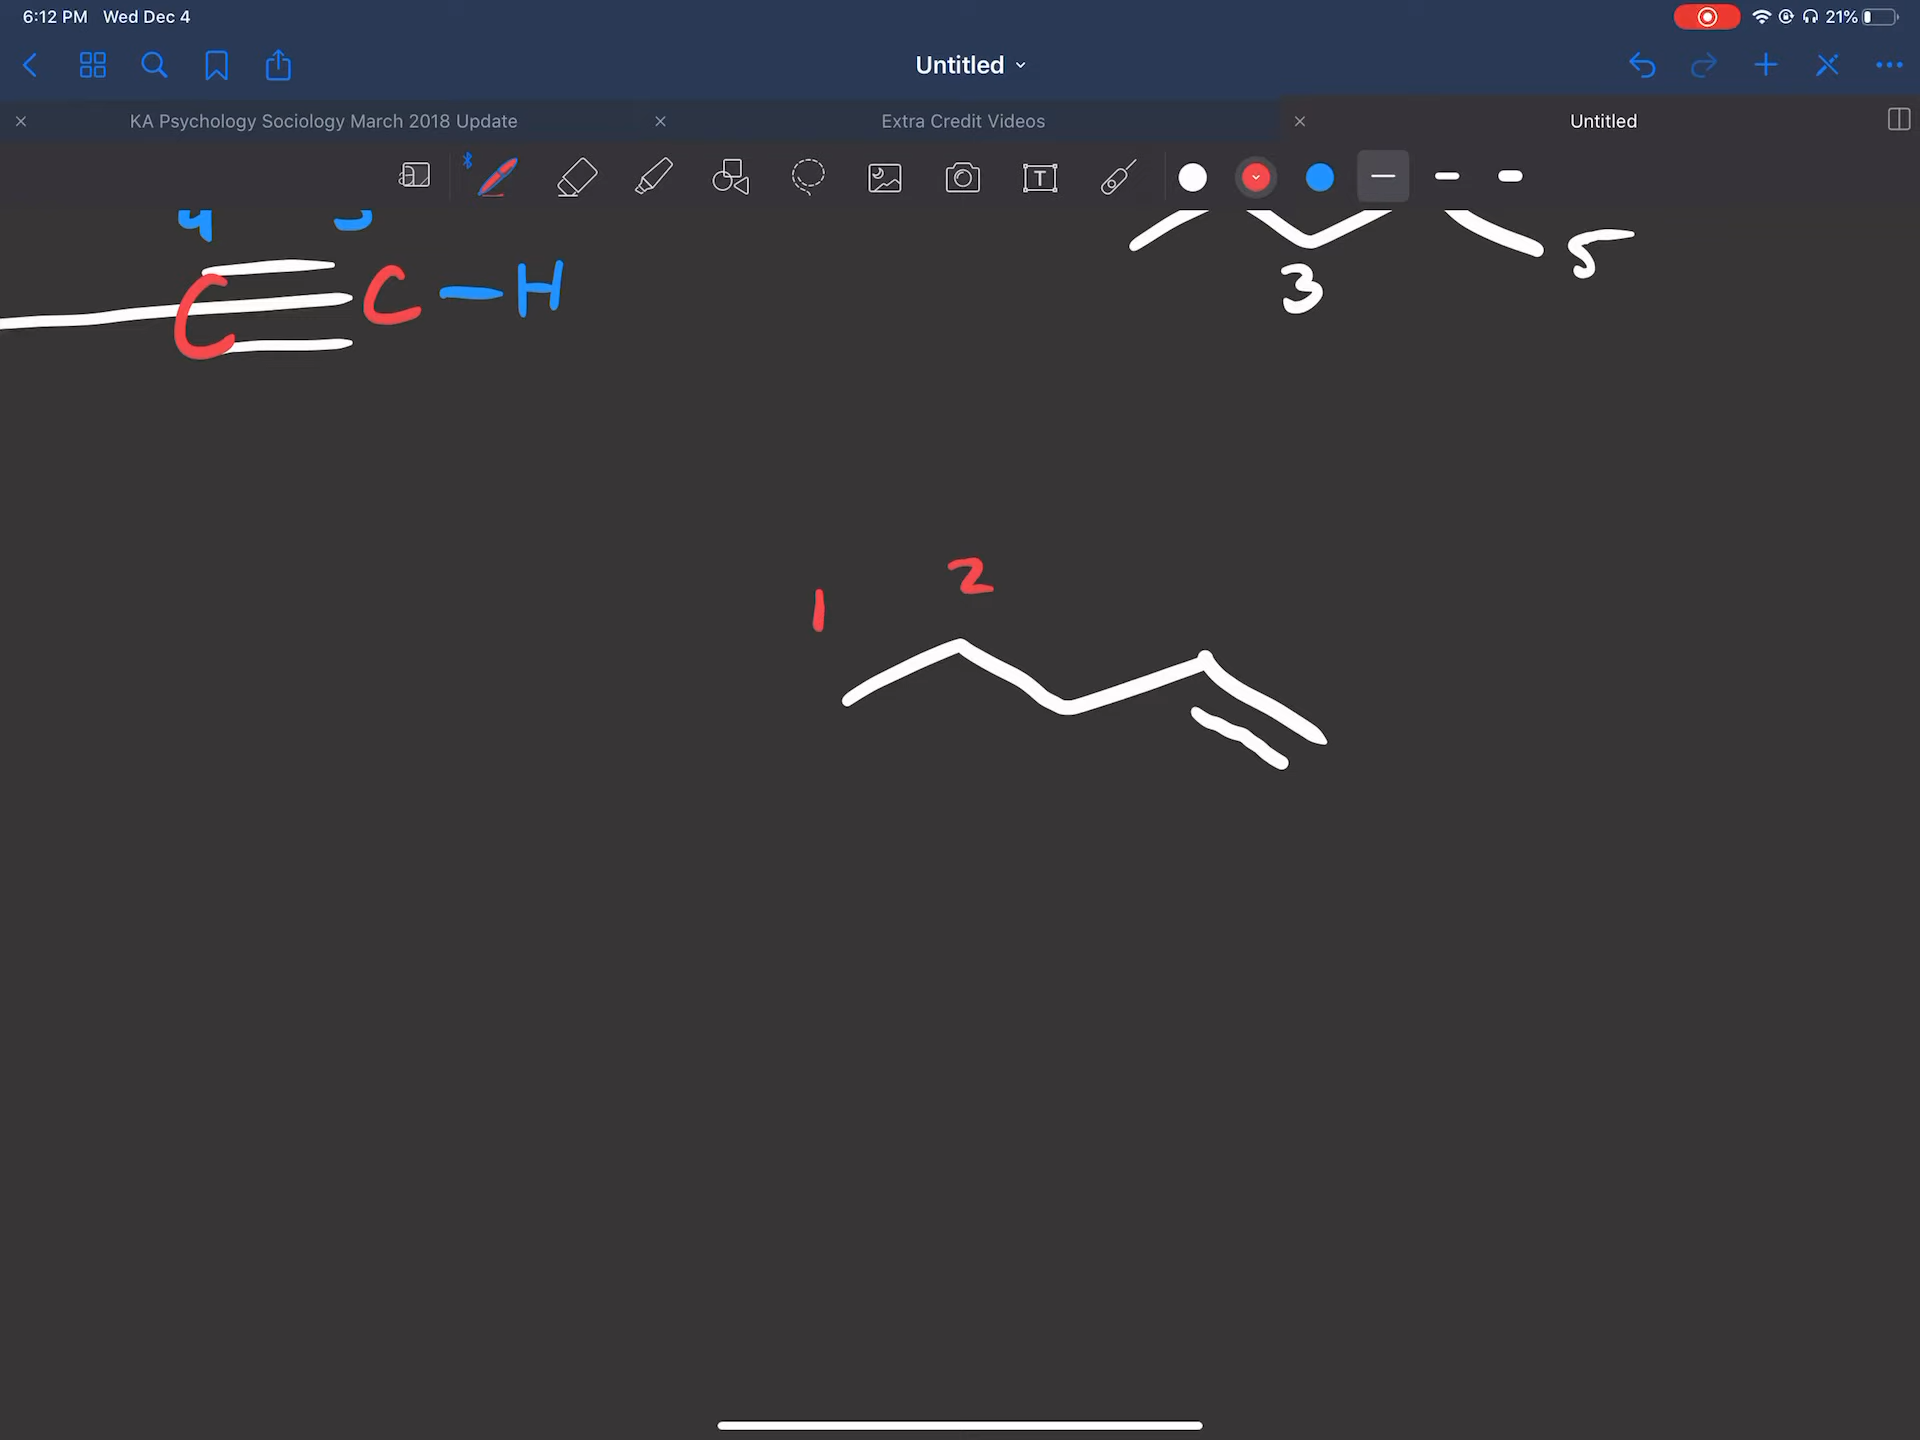 6:12 PM Wed Dec 4
21%
Untitled
KA Psychology Sociology March 2018 Update
Extra Credit Videos
Untitled
T
4
C C - H
5
3
2
1